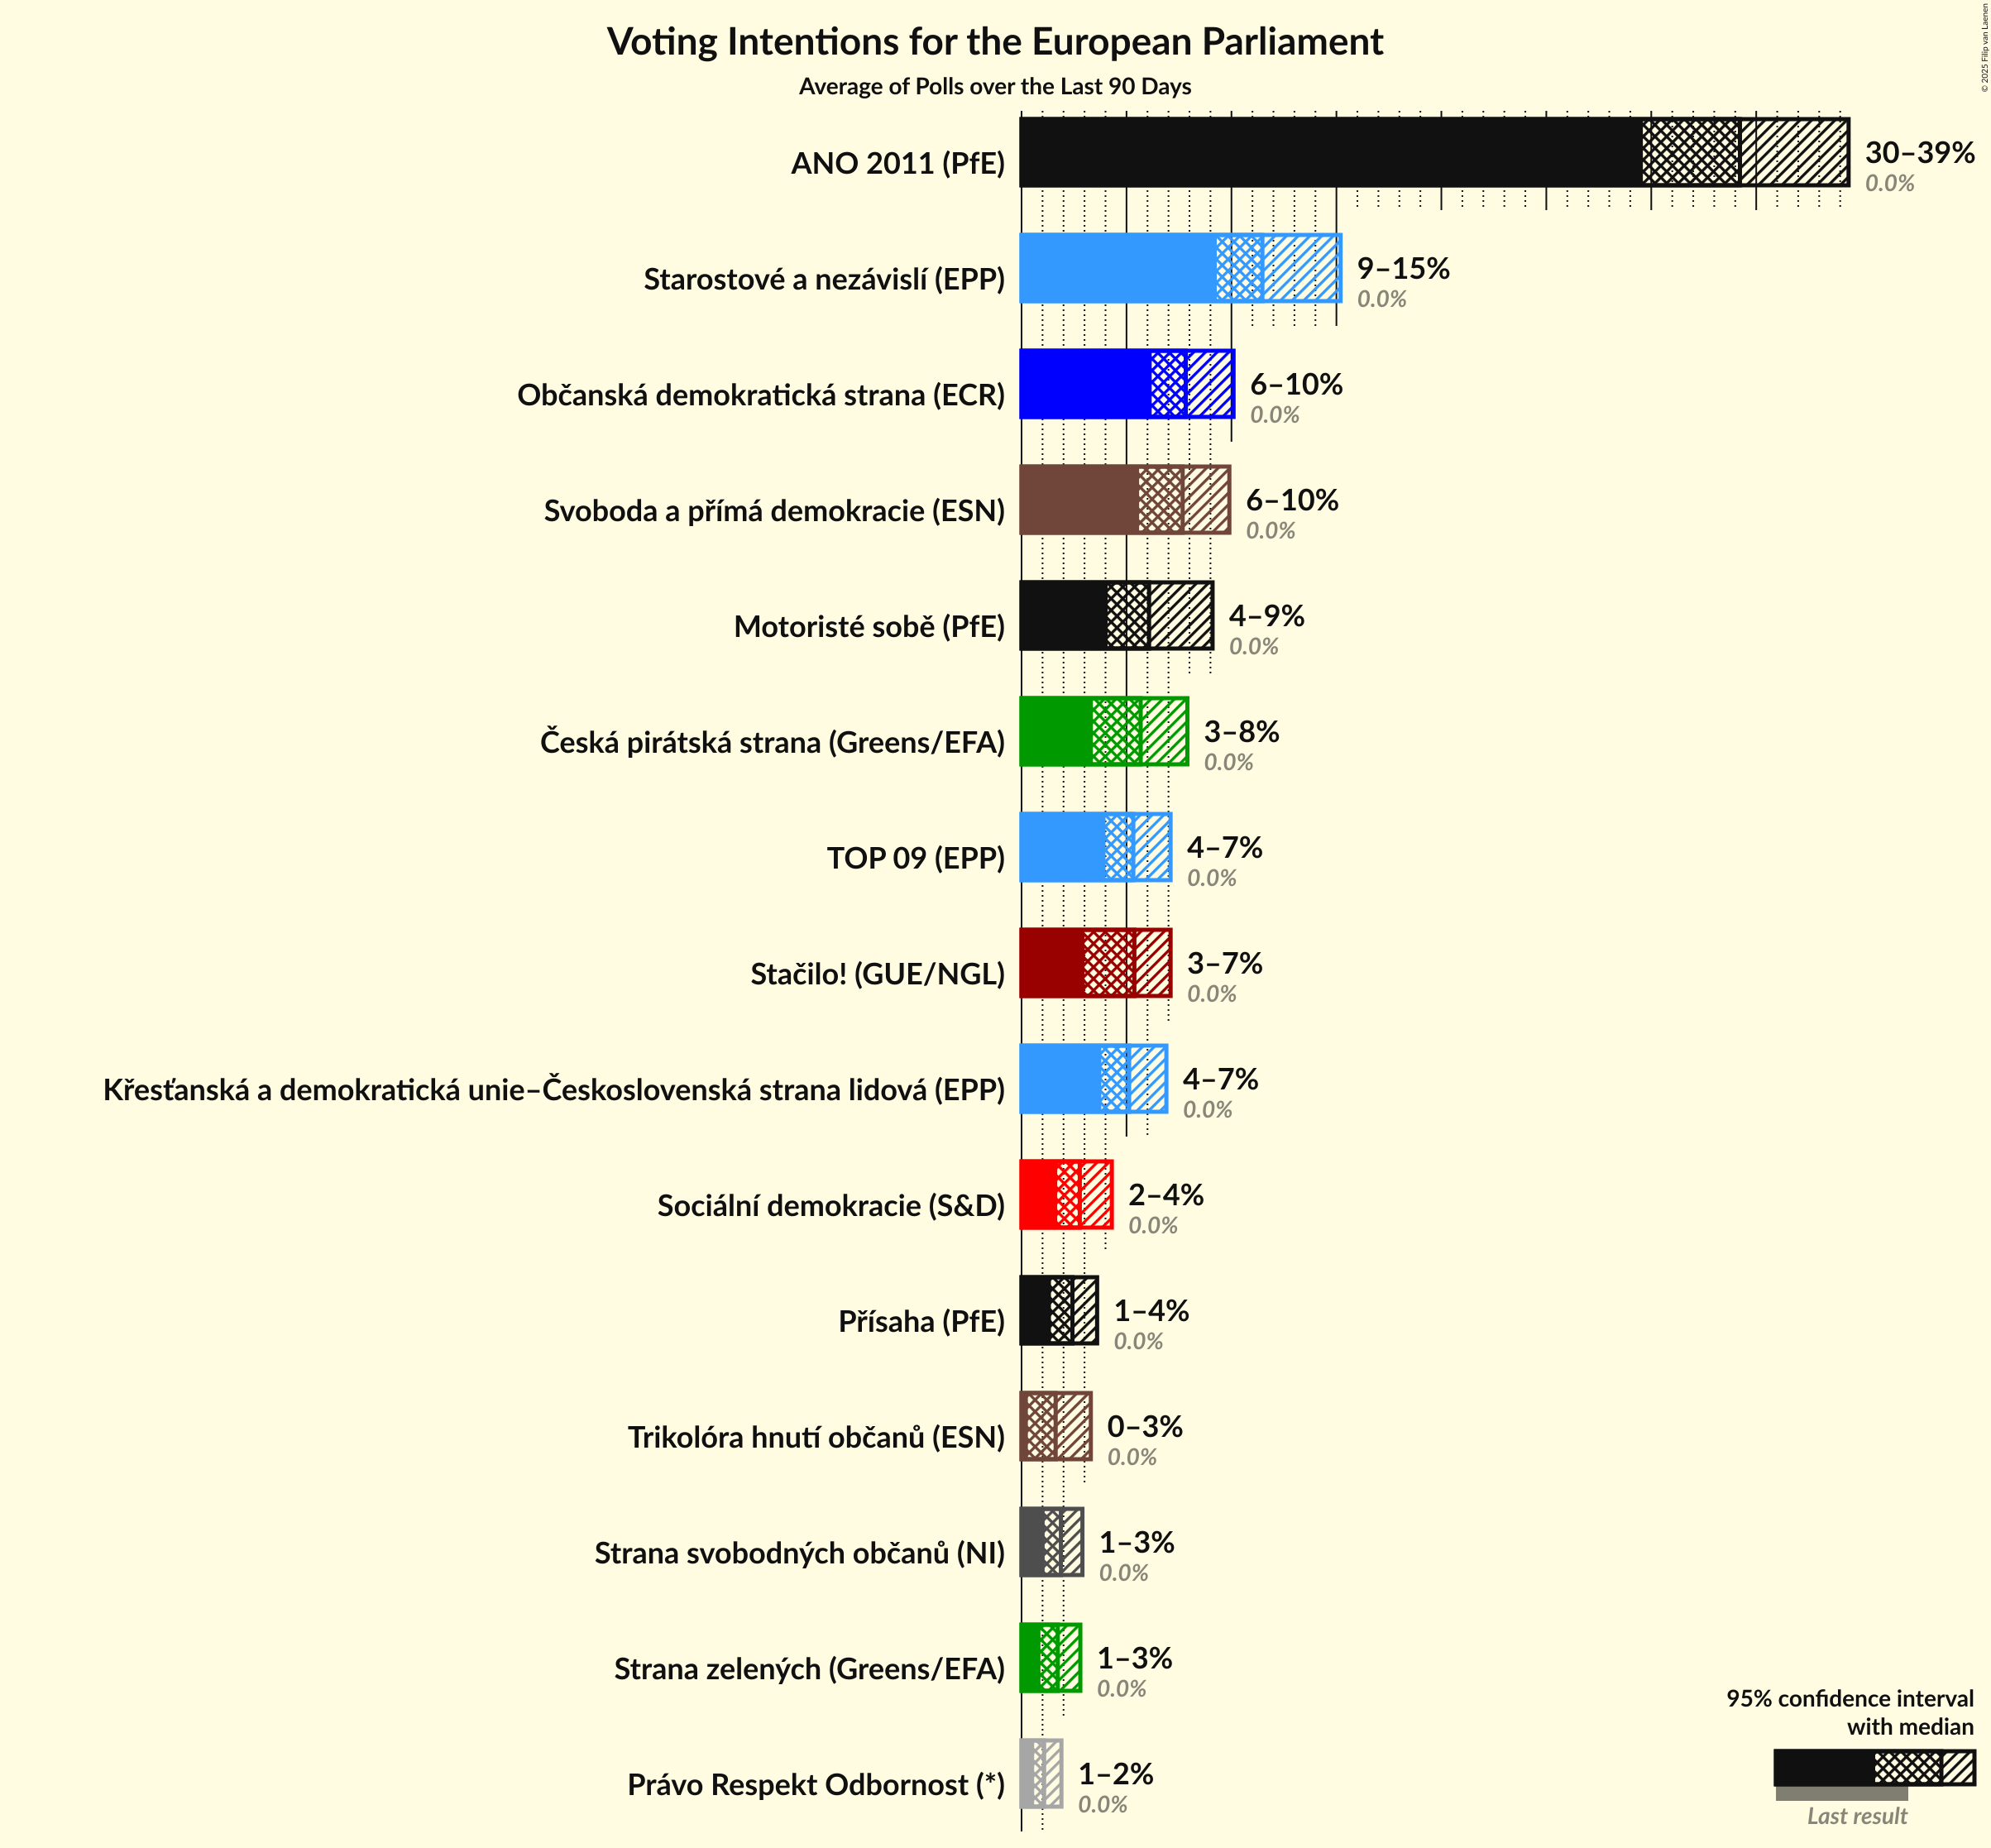 Voting Intentions for the European Parliament
Average of Polls over the Last 90 Days
© 2025 Filip van Laenen
ANO 2011 (PfE)
30–39%
0.0%
Starostové a nezávislí (EPP)
9–15%
0.0%
Občanská demokratická strana (ECR)
6–10%
0.0%
Svoboda a přímá demokracie (ESN)
6–10%
0.0%
Motoristé sobě (PfE)
4–9%
0.0%
Česká pirátská strana (Greens/EFA)
3–8%
0.0%
TOP 09 (EPP)
4–7%
0.0%
Stačilo! (GUE/NGL)
3–7%
0.0%
Křesťanská a demokratická unie–Československá strana lidová (EPP)
4–7%
0.0%
Sociální demokracie (S&D)
2–4%
0.0%
Přísaha (PfE)
1–4%
0.0%
Trikolóra hnutí občanů (ESN)
0–3%
0.0%
Strana svobodných občanů (NI)
1–3%
0.0%
Strana zelených (Greens/EFA)
1–3%
0.0%
Právo Respekt Odbornost (*)
1–2%
0.0%
95% confidence interval
with median
Last result